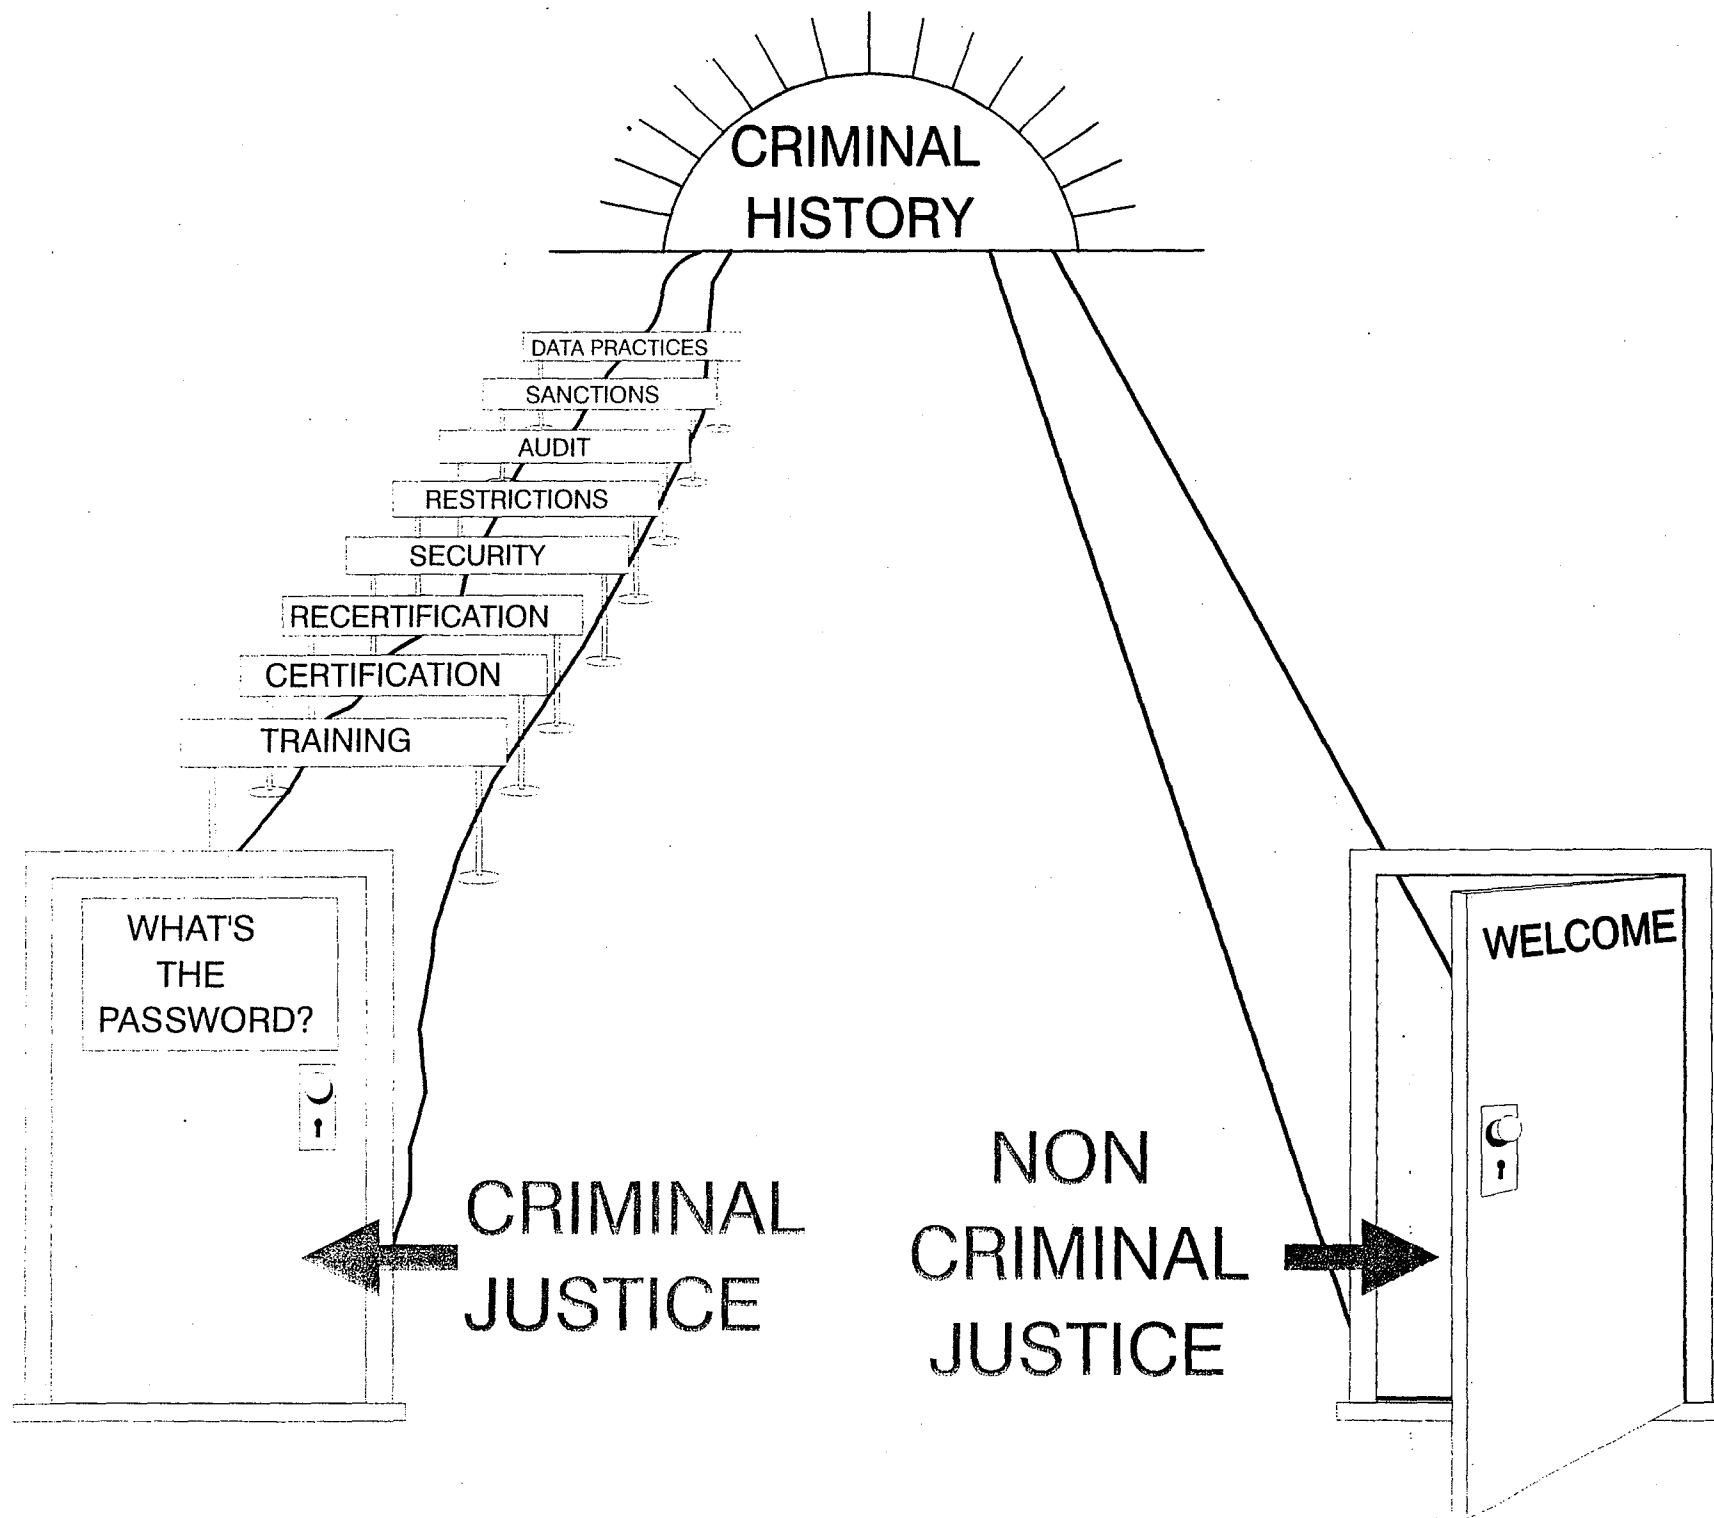 CRIMINAL
HISTORY
DATA PRACTICES
SANCTIONS
AUDIT
RESTRICTIONS
SECURITY
RECERTIFICATION
CERTIFICATION
TRAINING
WHAT'S
THE
PASSWORD?
CRIMINAL
JUSTICE
NON
CRIMINAL
JUSTICE
WELCOME